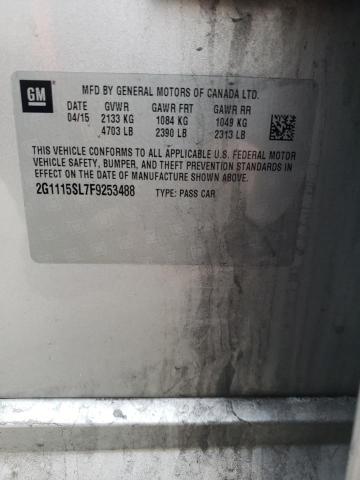 GM
MFD BY GENERAL MOTORS OF CANADA LTD.
DATE GVWR GAWR FRT GAWR RR
04/15 2133 KG 1084 KG 1049 KG
4703 LB 2390 LB 2313 LB
THIS VEHICLE CONFORMS TO ALL APPLICABLE U.S. FEDERAL MOTOR
VEHICLE SAFETY, BUMPER, AND THEFT PREVENTION STANDARDS IN
EFFECT ON THE DATE OF MANUFACTURE SHOWN ABOVE.
2G1115SL7F9253488 TYPE: PASS CAR